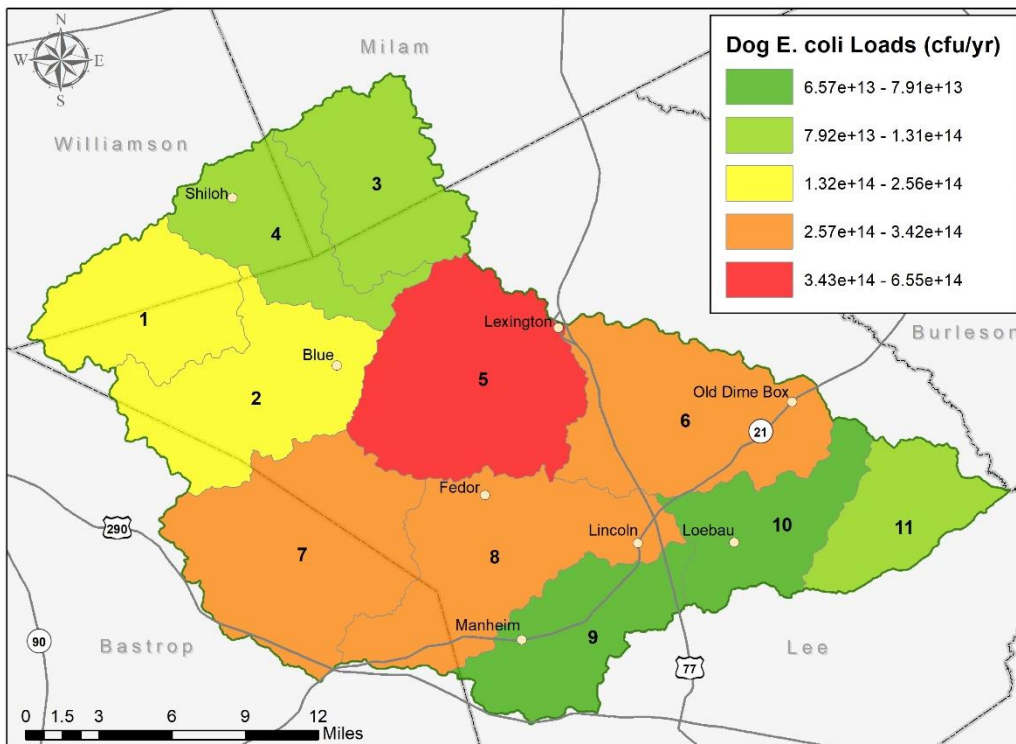 N
W E
S
Milam
Williamson
Burleson
Bastrop
Lee
Dog E. coli Loads (cfu/yr)
6.57e+13 - 7.91e+13
7.92e+13 - 1.31e+14
1.32e+14 - 2.56e+14
2.57e+14 - 3.42e+14
3.43e+14 - 6.55e+14
3
Shiloh
4
1
Lexington
Blue
5
2
Old Dime Box
6
21
Fedor
290
Lincoln
Loebau
10
11
7
8
Manheim
9
90
77
0 1.5 3 6 9 12
Miles